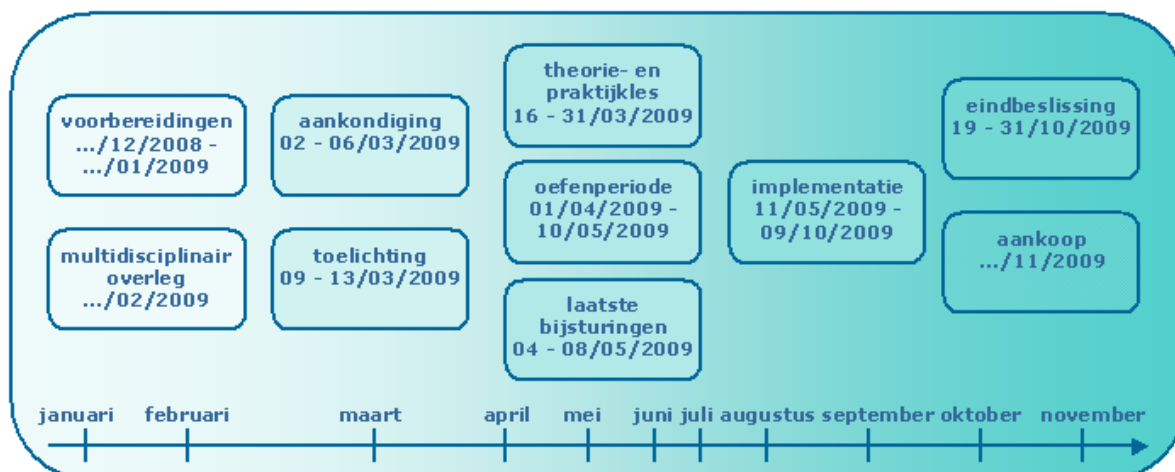 voorbereidingen
.../12/2008 -
.../01/2009
multidisciplinair
overleg
.../02/2009
aankondiging
02 - 06/03/2009
toelichting
09 - 13/03/2009
theorie- en
praktijkles
16 - 31/03/2009
oefenperiode
01/04/2009 -
10/05/2009
laatste
bijsturingen
04 - 08/05/2009
implementatie
11/05/2009 -
09/10/2009
eindbeslissing
19 - 31/10/2009
aankoop
.../11/2009
januari februari maart april mei juni juli augustus september oktober november